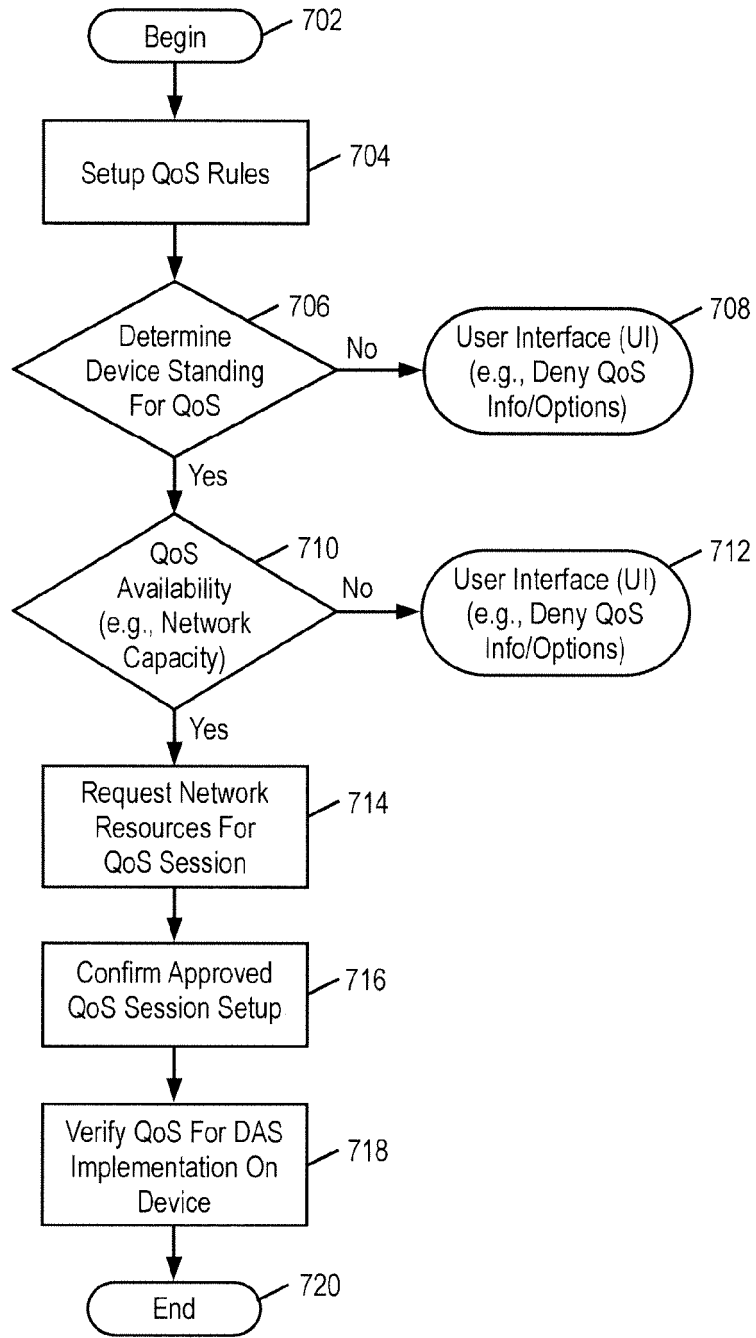 Begin
702
Setup QoS Rules
704
706
Determine
Device Standing
For QoS
No
708
User Interface (UI)
(e.g., Deny QoS
Info/Options)
Yes
710
QoS
Availability
(e.g., Network
Capacity)
No
712
User Interface (UI)
(e.g., Deny QoS
Info/Options)
Yes
Request Network
Resources For
QoS Session
714
Confirm Approved
QoS Session Setup
716
Verify QoS For DAS
Implementation On
Device
718
End
720